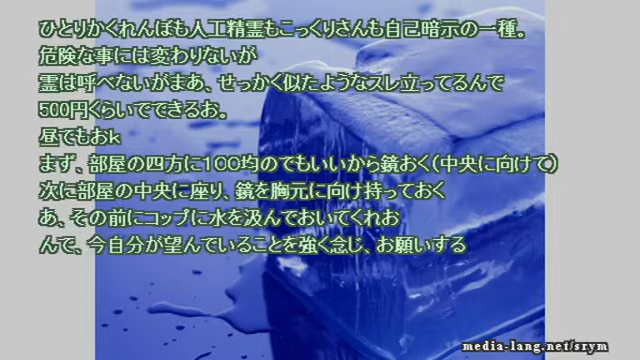 ひとりかくれんぼも人工精霊もこっくりさんも自己暗示の一種。
危険な事には変わりないが
霊は呼べないがまあ、せっかく似たようなスレ立ってるんで
500円くらいでできるお。
昼でもおｋ
まず、部屋の四方に１００均のでもいいから鏡おく（中央に向けて）
次に部屋の中央に座り、鏡を胸元に向け持っておく
あ、その前にコップに水を汲んでおいてくれお
んで、今自分が望んでいることを強く念じ、お願いする
media-lang.net/srym